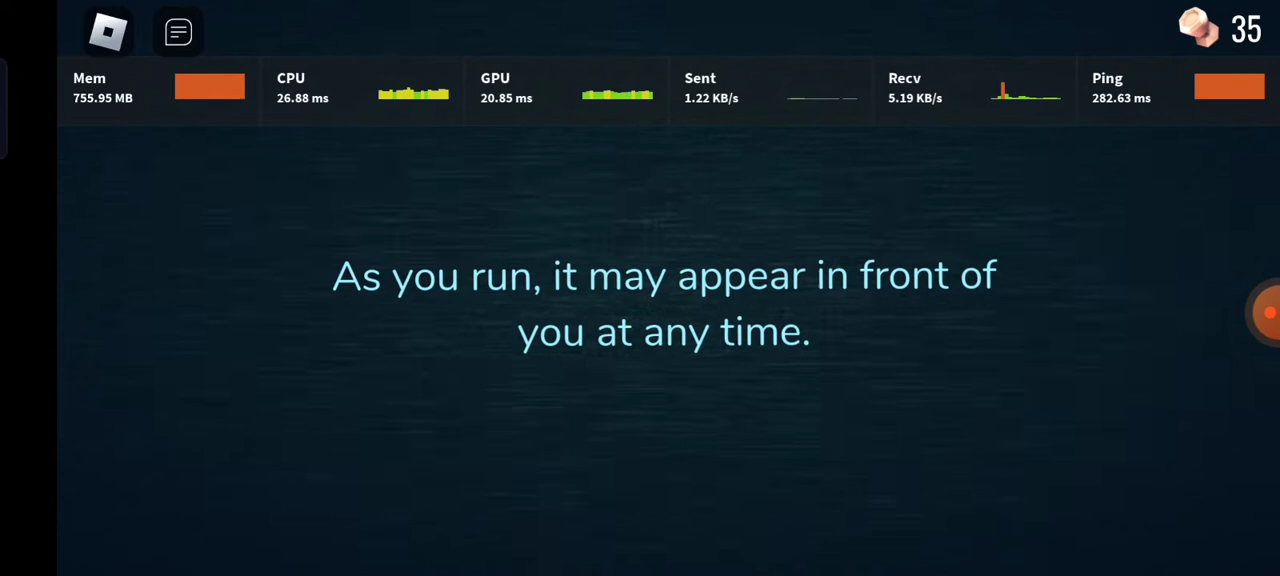 35
Mem CPU GPU Sent Recv Ping
755.95 MB 26.88 ms 20.85 ms 1.22 KB/s 5.19 KB/s 282.63 ms
As you run, it may appear in front of
you at any time.